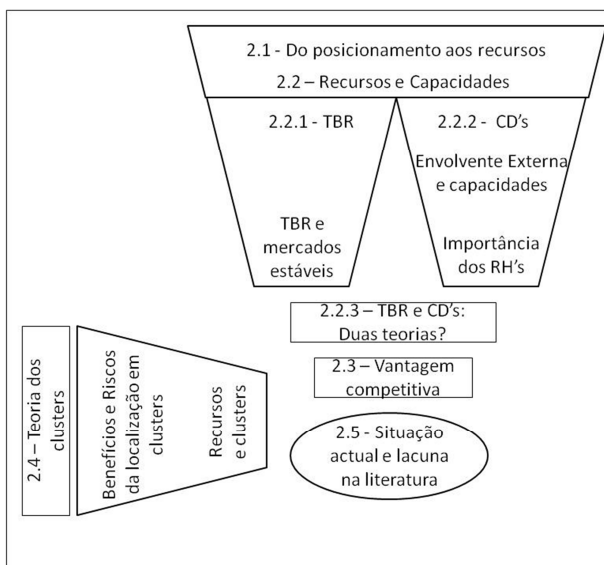 2.1 - Do posicionamento aos recursos
2.2 – Recursos e Capacidades
2.2.1 - TBR
TBR e
mercados
estáveis
2.2.2 - CD's
Envolvente Externa
e capacidades
Importância
dos RH's
2.2.3 – TBR e CD's:
Duas teorias?
2.3 – Vantagem
competitiva
2.4 – Teoria dos
clusters
Benefícios e Riscos
da localização em
clusters
Recursos
e clusters
2.5 - Situação
actual e lacuna
na literatura